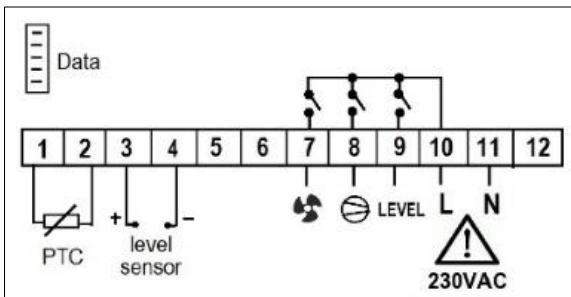 Data
1 2 3 4 5 6 7 8 9 10 11 12
+ −
LEVEL L N
level
sensor
PTC
230VAC